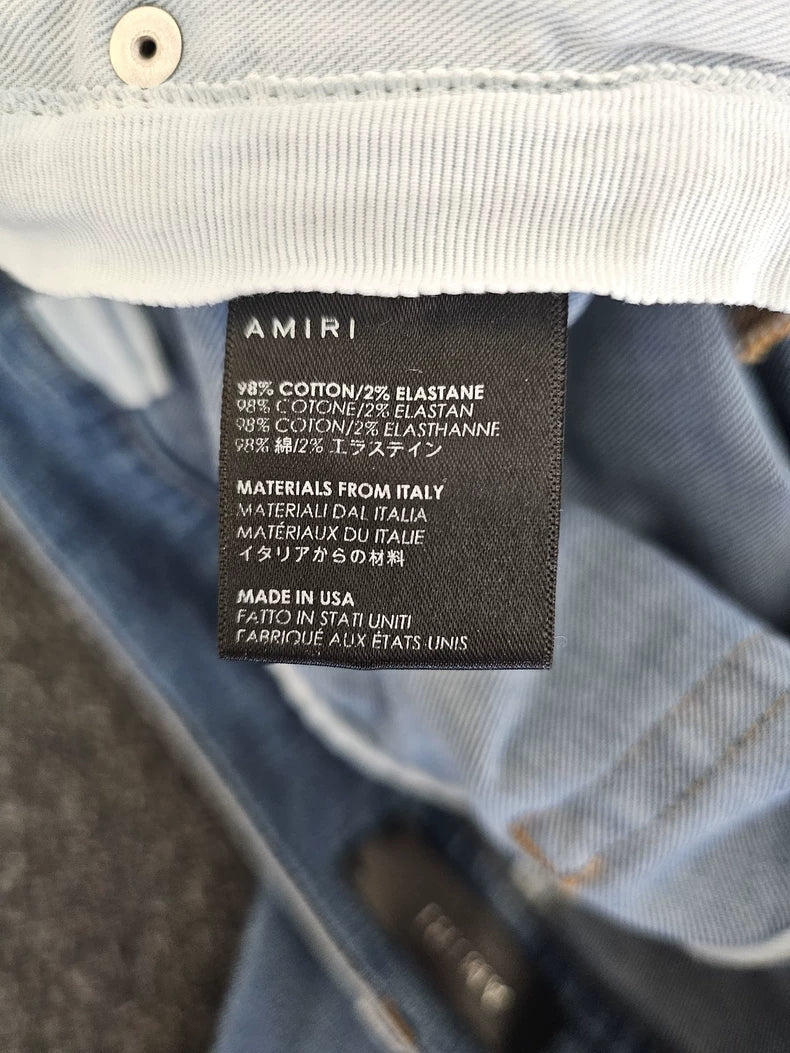 AMIRI
98% COTTON/2% ELASTANE
98% COTONE/2% ELASTAN
98% COTON/2% ELASTHANNE
98% 綿/2% エラステイン
MATERIALS FROM ITALY
MATERIALI DAL ITALIA
MATÉRIAUX DU ITALIE
イタリアからの材料
MADE IN USA
FATTO IN STATI UNITI
FABRIQUÉ AUX ÉTATS-UNIS